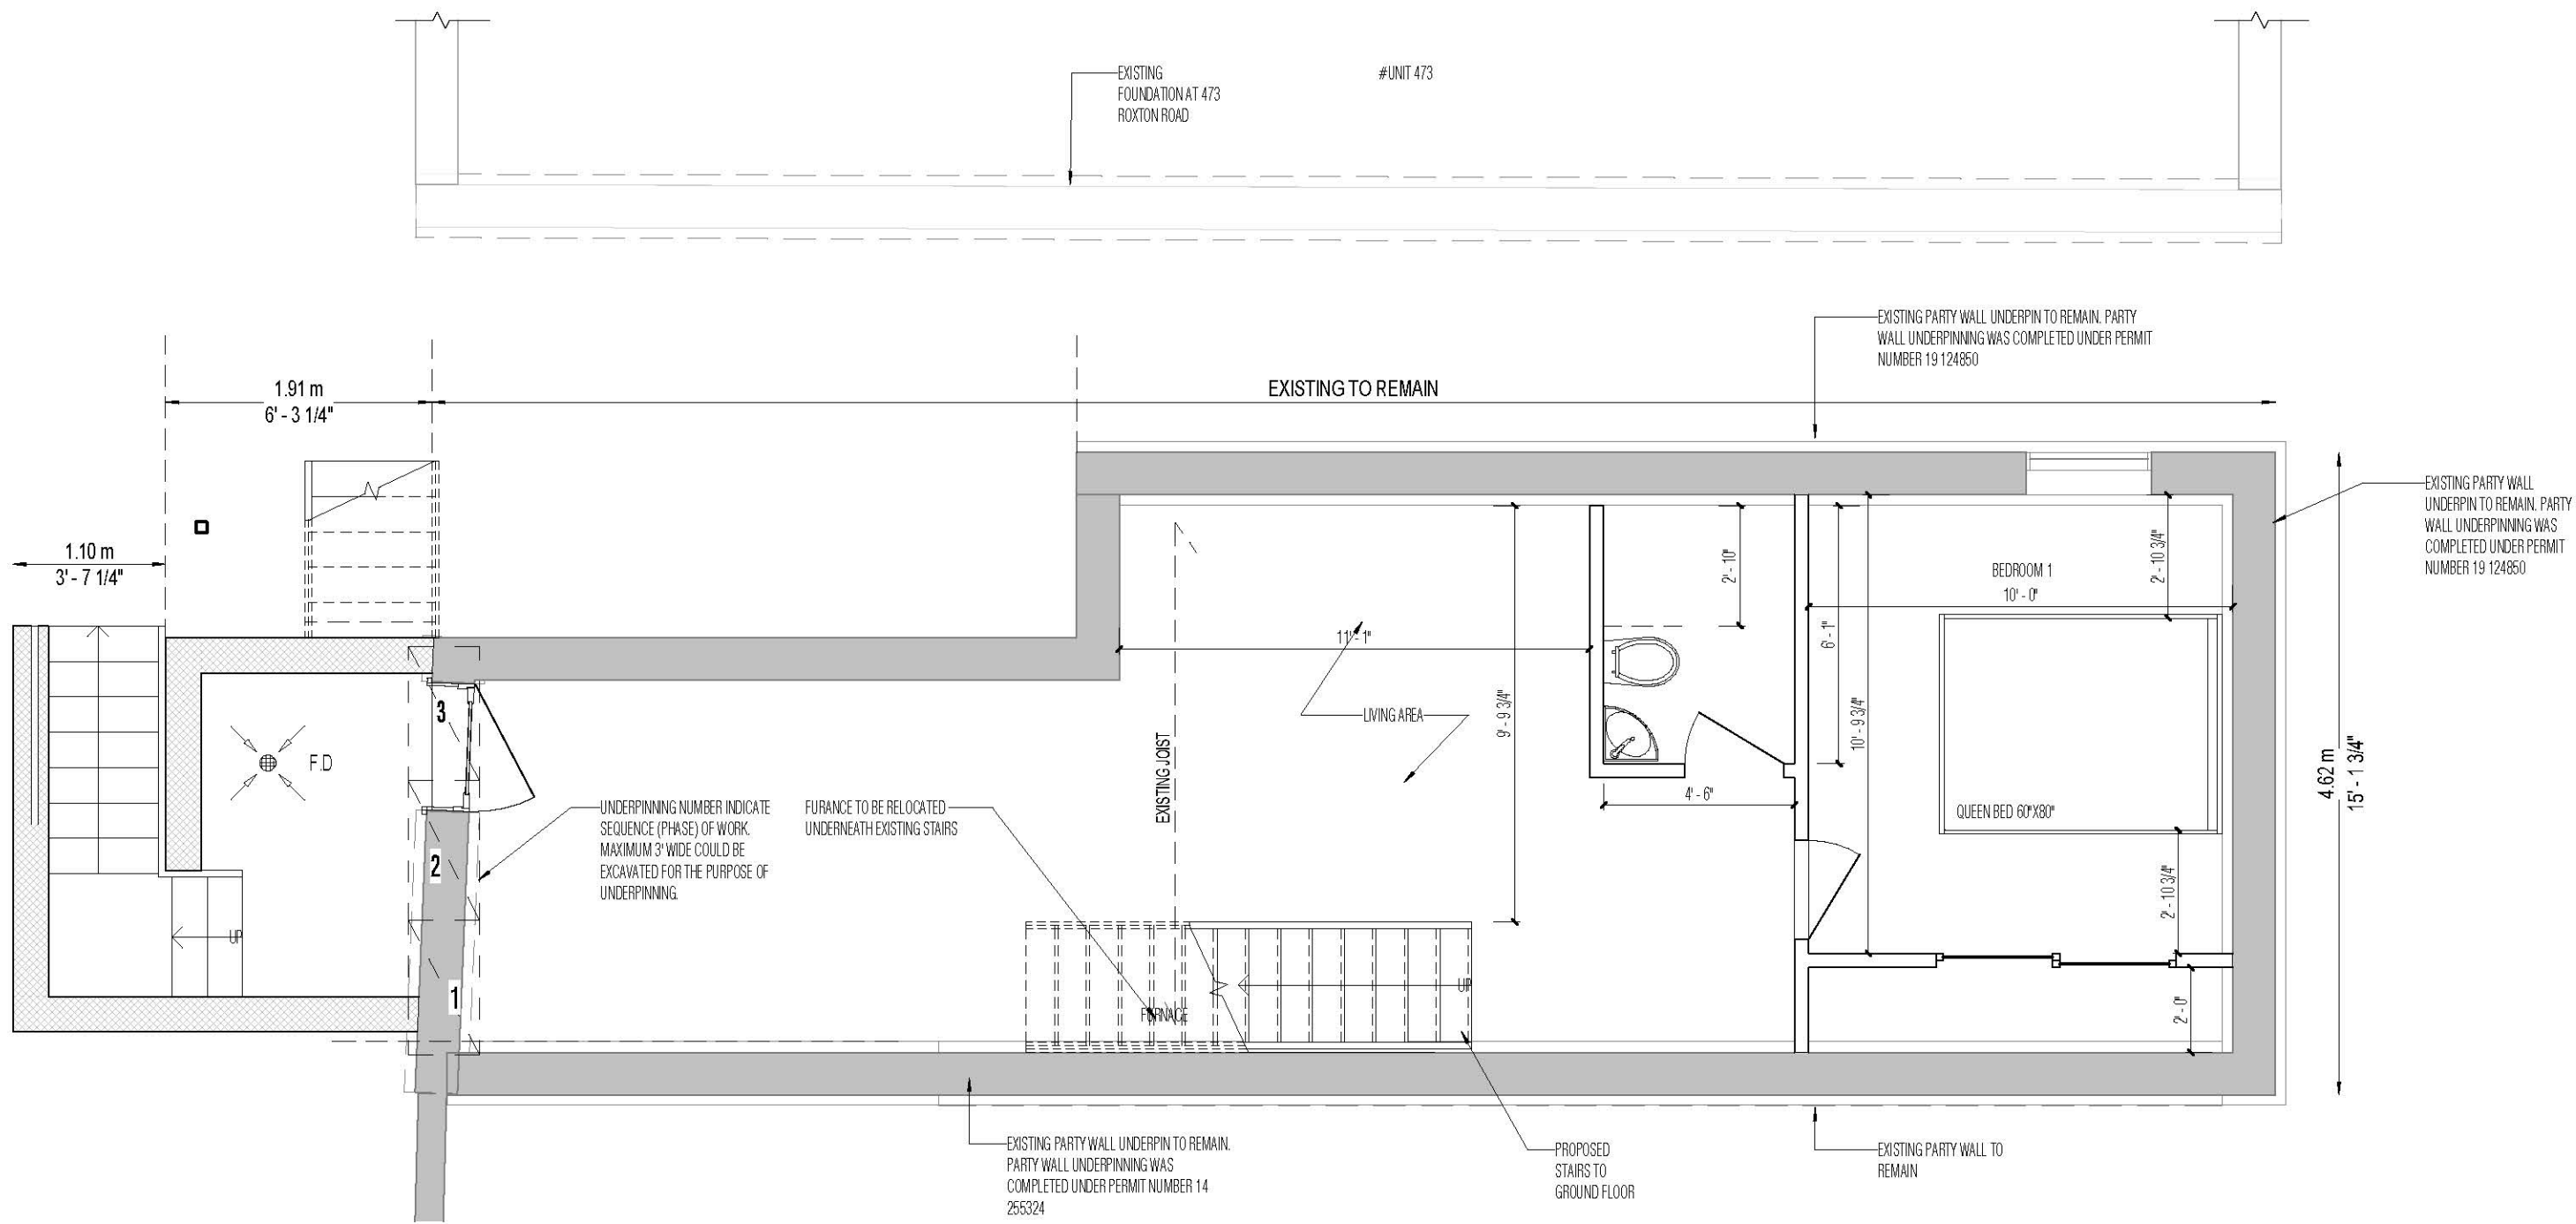 EXISTING
FOUNDATION AT 473
ROXTON ROAD
#UNIT 473
EXISTING PARTY WALL UNDERPIN TO REMAIN. PARTY
WALL UNDERPINNING WAS COMPLETED UNDER PERMIT
NUMBER 19 124850
1.91 m
6' - 3 1/4"
EXISTING TO REMAIN
EXISTING PARTY WALL
UNDERPIN TO REMAIN. PARTY
WALL UNDERPINNING WAS
COMPLETED UNDER PERMIT
NUMBER 19 124850
1.10 m
3' - 7 1/4"
2' - 10"
2' - 10 3/4"
BEDROOM 1
10' - 0"
11' - 1"
6' - 1"
9' - 9 3/4"
10' - 9 3/4"
LIVING AREA
3
F.D
EXISTING JOIST
4.62 m
15' - 1 3/4"
4' - 6"
QUEEN BED 60"X80"
UNDERPINNING NUMBER INDICATE
SEQUENCE (PHASE) OF WORK.
MAXIMUM 3' WIDE COULD BE
EXCAVATED FOR THE PURPOSE OF
UNDERPINNING.
FURANCE TO BE RELOCATED
UNDERNEATH EXISTING STAIRS
2
2' - 10 3/4"
UP
1
UP
FURNACE
2' - 0"
EXISTING PARTY WALL UNDERPIN TO REMAIN.
PARTY WALL UNDERPINNING WAS
COMPLETED UNDER PERMIT NUMBER 14
255324
PROPOSED
STAIRS TO
GROUND FLOOR
EXISTING PARTY WALL TO
REMAIN